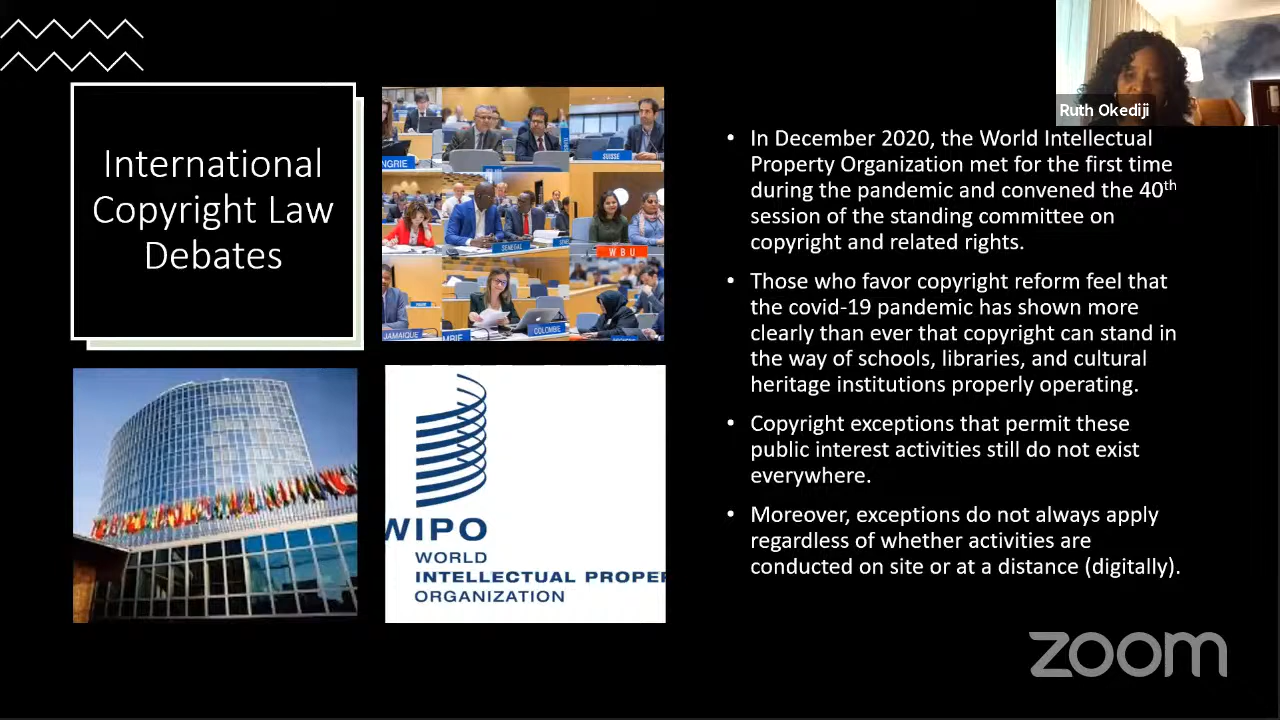 International
Copyright Law
Debates
NGRIE
SUISSE
SENEGAL
WBU
JAMAIQUE
MBIE
COLOMBIE
WIPO
WORLD
INTELLECTUAL PROPER
ORGANIZATION
Ruth Okediji
• In December 2020, the World Intellectual
Property Organization met for the first time
during the pandemic and convened the 40th
session of the standing committee on
copyright and related rights.
• Those who favor copyright reform feel that
the covid-19 pandemic has shown more
clearly than ever that copyright can stand in
the way of schools, libraries, and cultural
heritage institutions properly operating.
• Copyright exceptions that permit these
public interest activities still do not exist
everywhere.
• Moreover, exceptions do not always apply
regardless of whether activities are
conducted on site or at a distance (digitally).
zoom